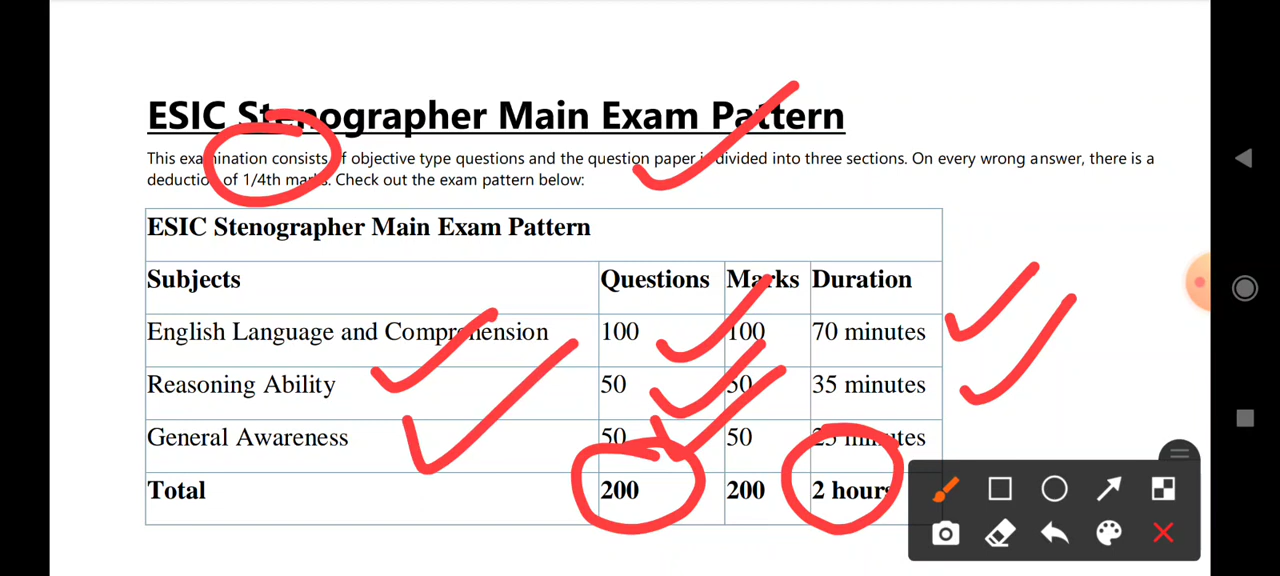 ESIC Stenographer Main Exam Pattern
This examination consists of objective type questions and the question paper is divided into three sections. On every wrong answer, there is a
deduction of 1/4th marks. Check out the exam pattern below:
ESIC Stenographer Main Exam Pattern
Subjects Questions Marks Duration
English Language and Comprehension 100 100 70 minutes
Reasoning Ability 50 50 35 minutes
General Awareness 50 50 minutes
Total 200 200 2 hours